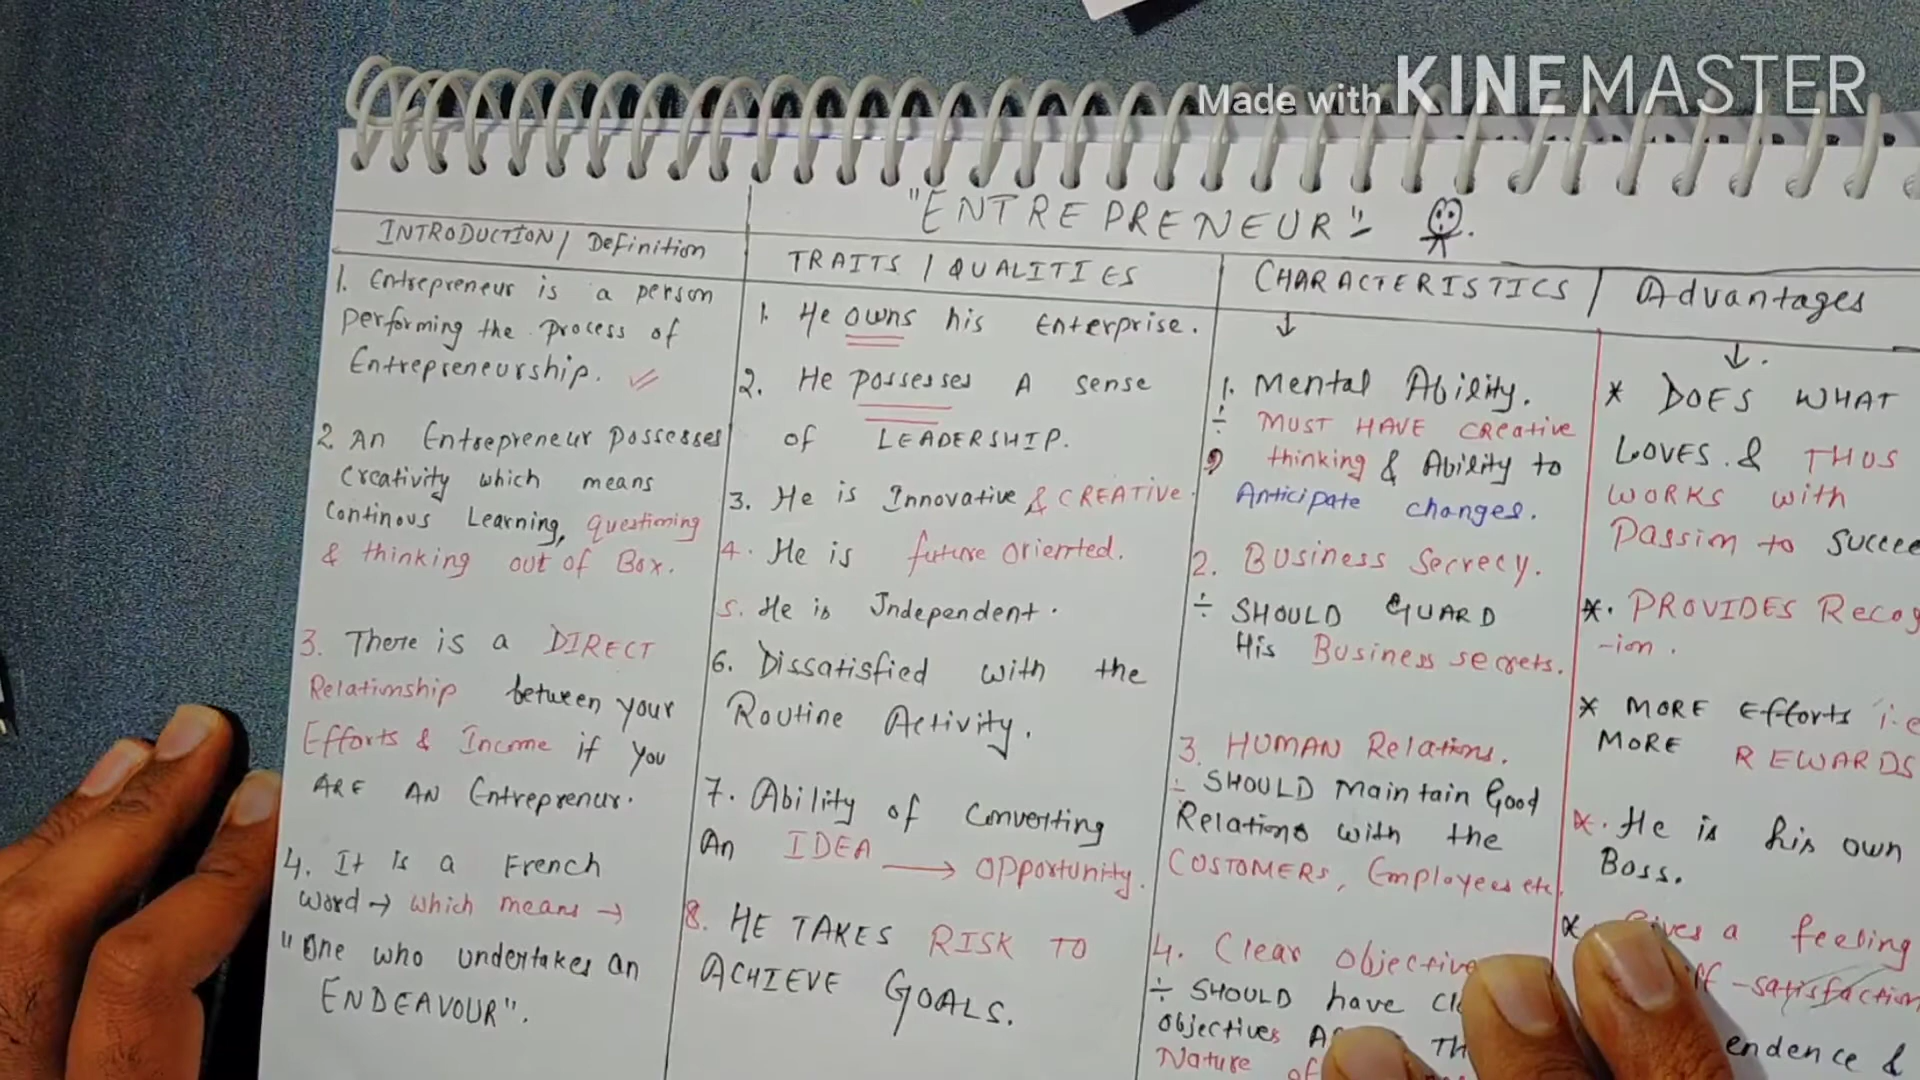 Made with KINEMASTER
"ENTREPRENEUR"
INTRODUCTION / Definition
1. Entrepreneur is a person
performing the process of
Entrepreneurship.
2. An Entrepreneur possesses
Creativity which means
Continous Learning, questioning
& thinking out of Box.
3. There is a DIRECT
Relationship between your
Efforts & Income if you
ARE AN Entreprenur.
4. It is a French
word → which means →
"One who undertakes an
ENDEAVOUR".
TRAITS / QUALITIES
1. He owns his Enterprise.
2. He possesses A sense
of LEADERSHIP.
3. He is Innovative & CREATIVE.
4. He is future oriented.
5. He is Independent.
6. Dissatisfied with the
Routine Activity.
7. Ability of Converting
An IDEA → opportunity.
8. HE TAKES RISK TO
ACHIEVE GOALS.
CHARACTERISTICS /
↓
1. Mental Ability.
÷ MUST HAVE Creative
thinking & Ability to
Anticipate changes.
2. Business Secrecy.
÷ SHOULD GUARD
His Business secrets.
3. HUMAN Relations.
÷ SHOULD Maintain Good
Relations with the
CUSTOMERS, Employees etc.
4. Clear Objective
÷ SHOULD have
objectives
Nature of
Advantages
↓
* DOES WHAT
LOVES & THUS
WORKS with
Passion to Succee
* PROVIDES Recog
-ion.
* MORE Efforts i.e
MORE REWARDS
* He is his own
Boss.
* a feeling
-satisfaction
endence &